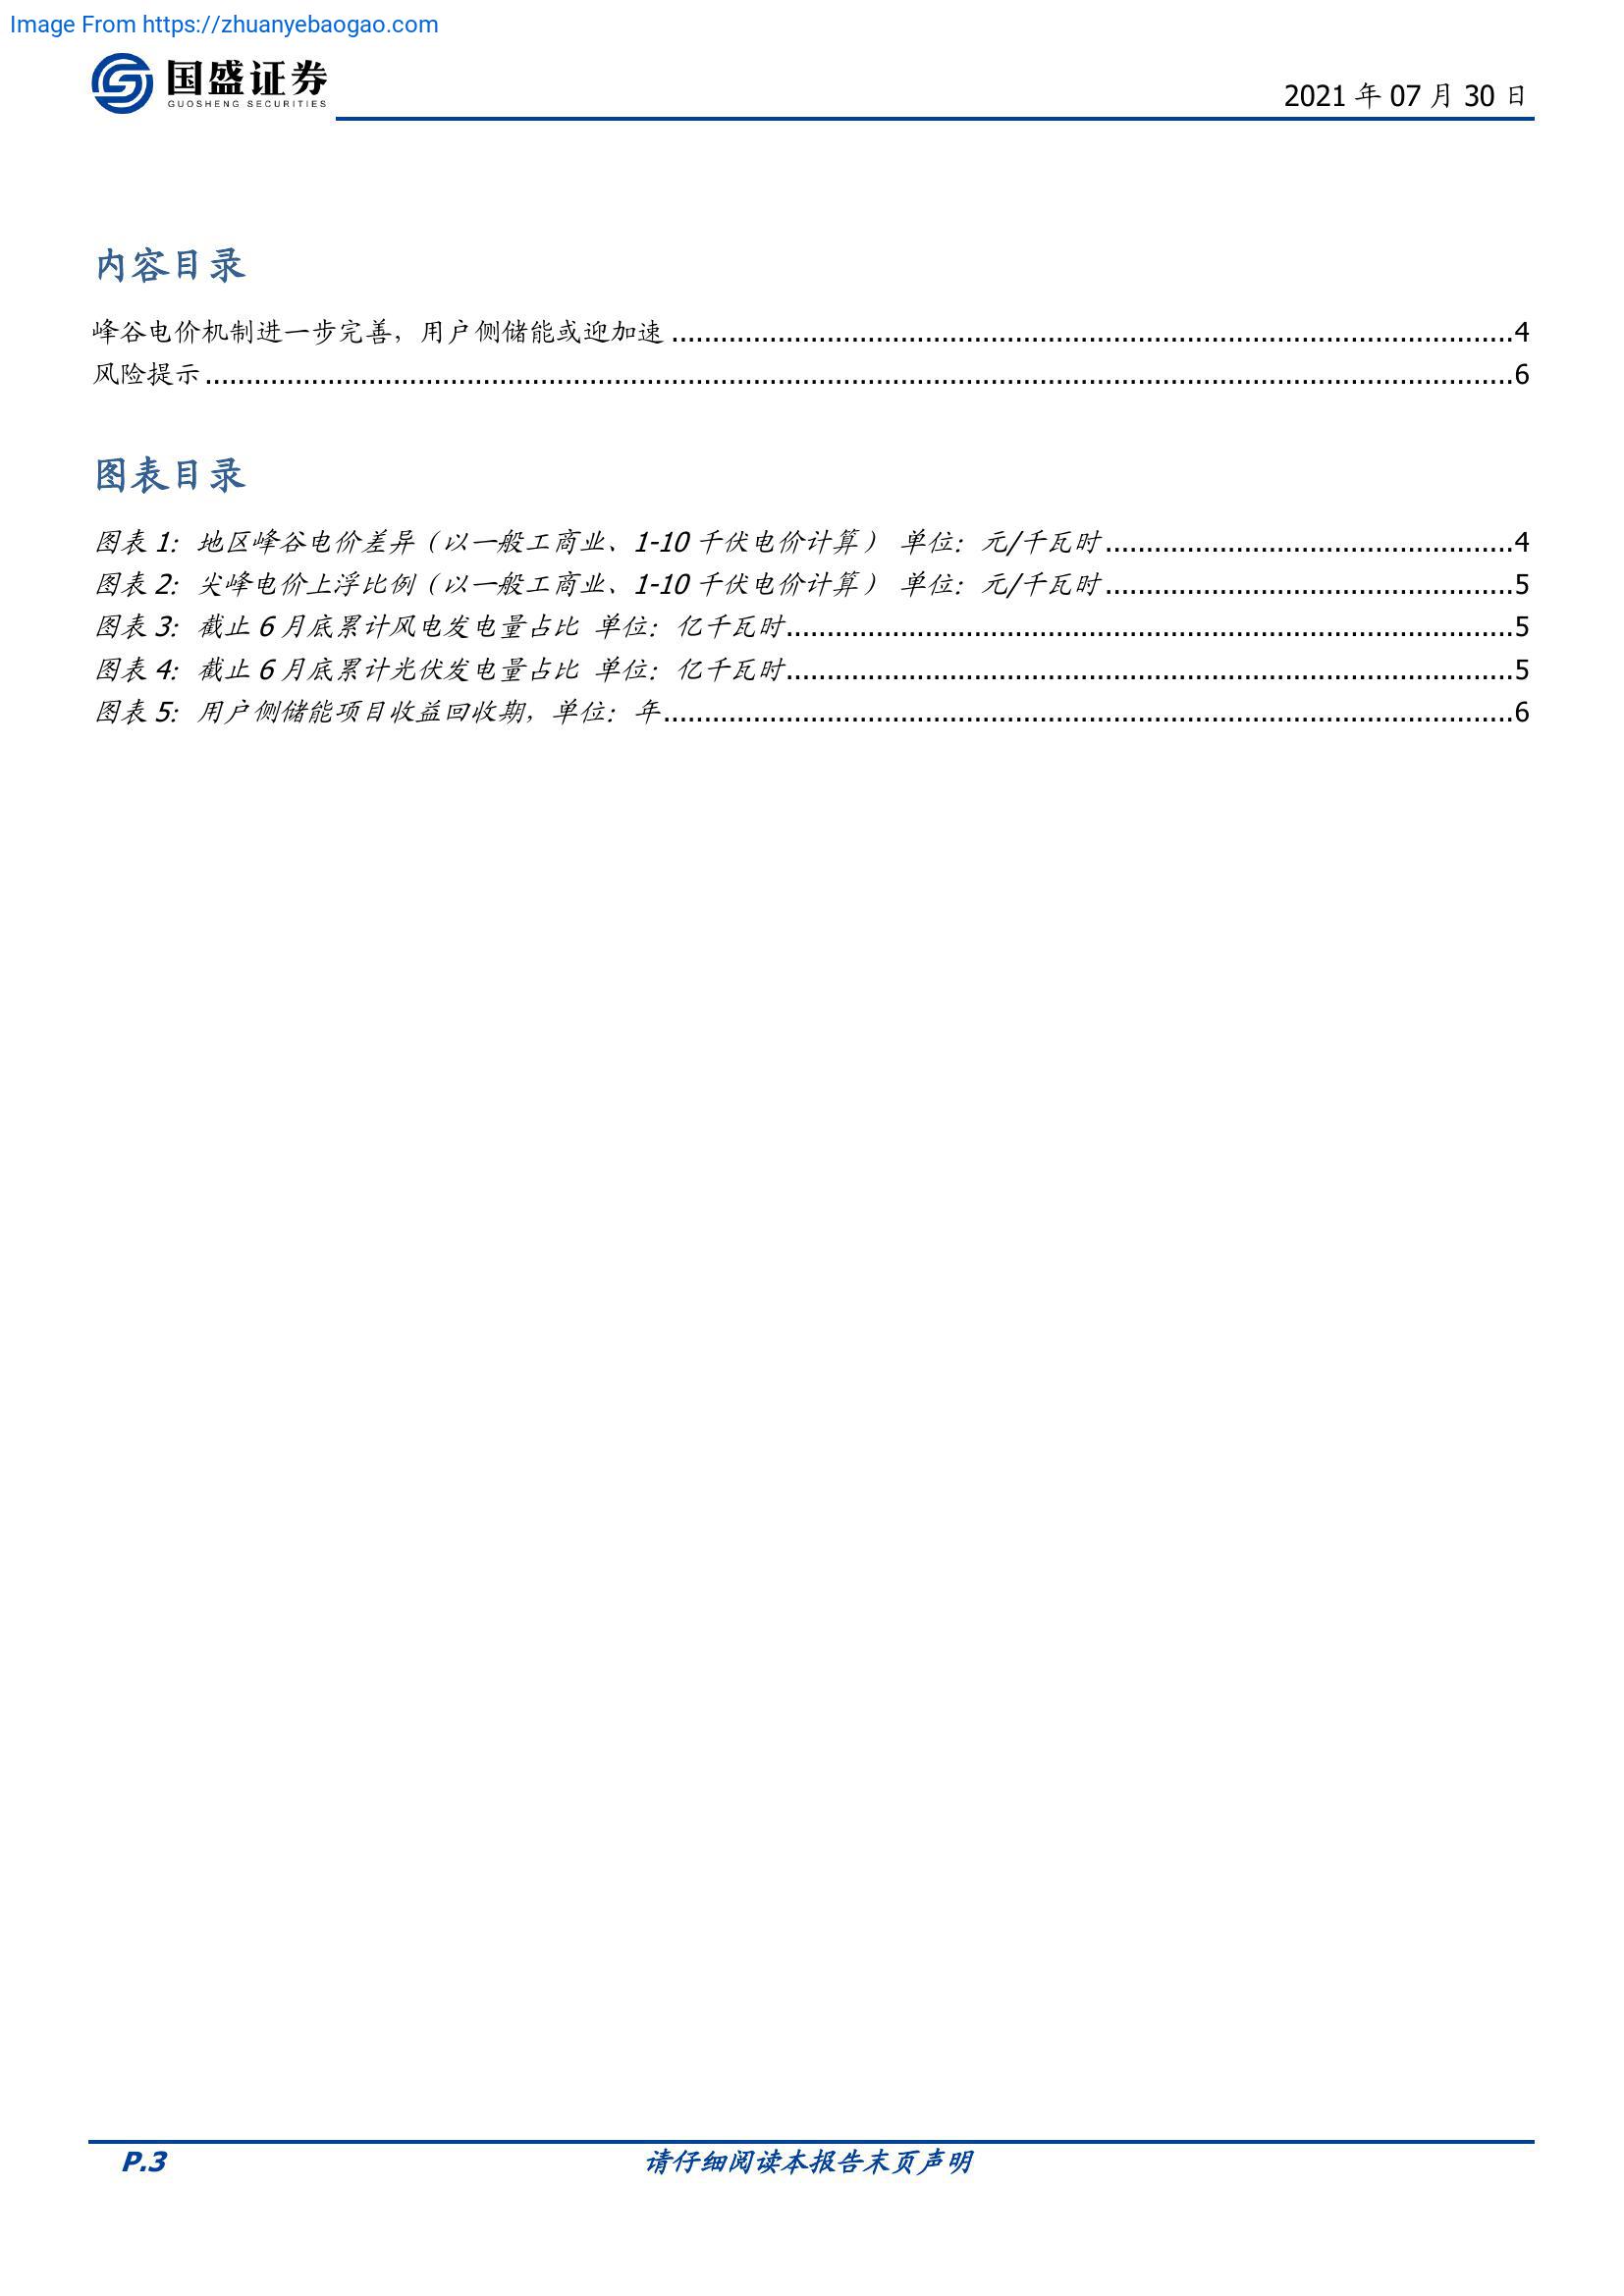 Image From https://zhuanyebaogao.com
国盛证券
GUOSHENG SECURITIES
2021 年 07 月 30 日
内容目录
峰谷电价机制进一步完善，用户侧储能或迎加速 ........................................................................................................4
风险提示 ........................................................................................................................................................6
图表目录
图表 1：地区峰谷电价差异（以一般工商业、1-10 千伏电价计算） 单位：元/千瓦时 ..................................................4
图表 2：尖峰电价上浮比例（以一般工商业、1-10 千伏电价计算） 单位：元/千瓦时 ..................................................5
图表 3：截止 6 月底累计风电发电量占比 单位：亿千瓦时 ..........................................................................................5
图表 4：截止 6 月底累计光伏发电量占比 单位：亿千瓦时 ..........................................................................................5
图表 5：用户侧储能项目收益回收期，单位：年 ........................................................................................................6
P.3
请仔细阅读本报告末页声明